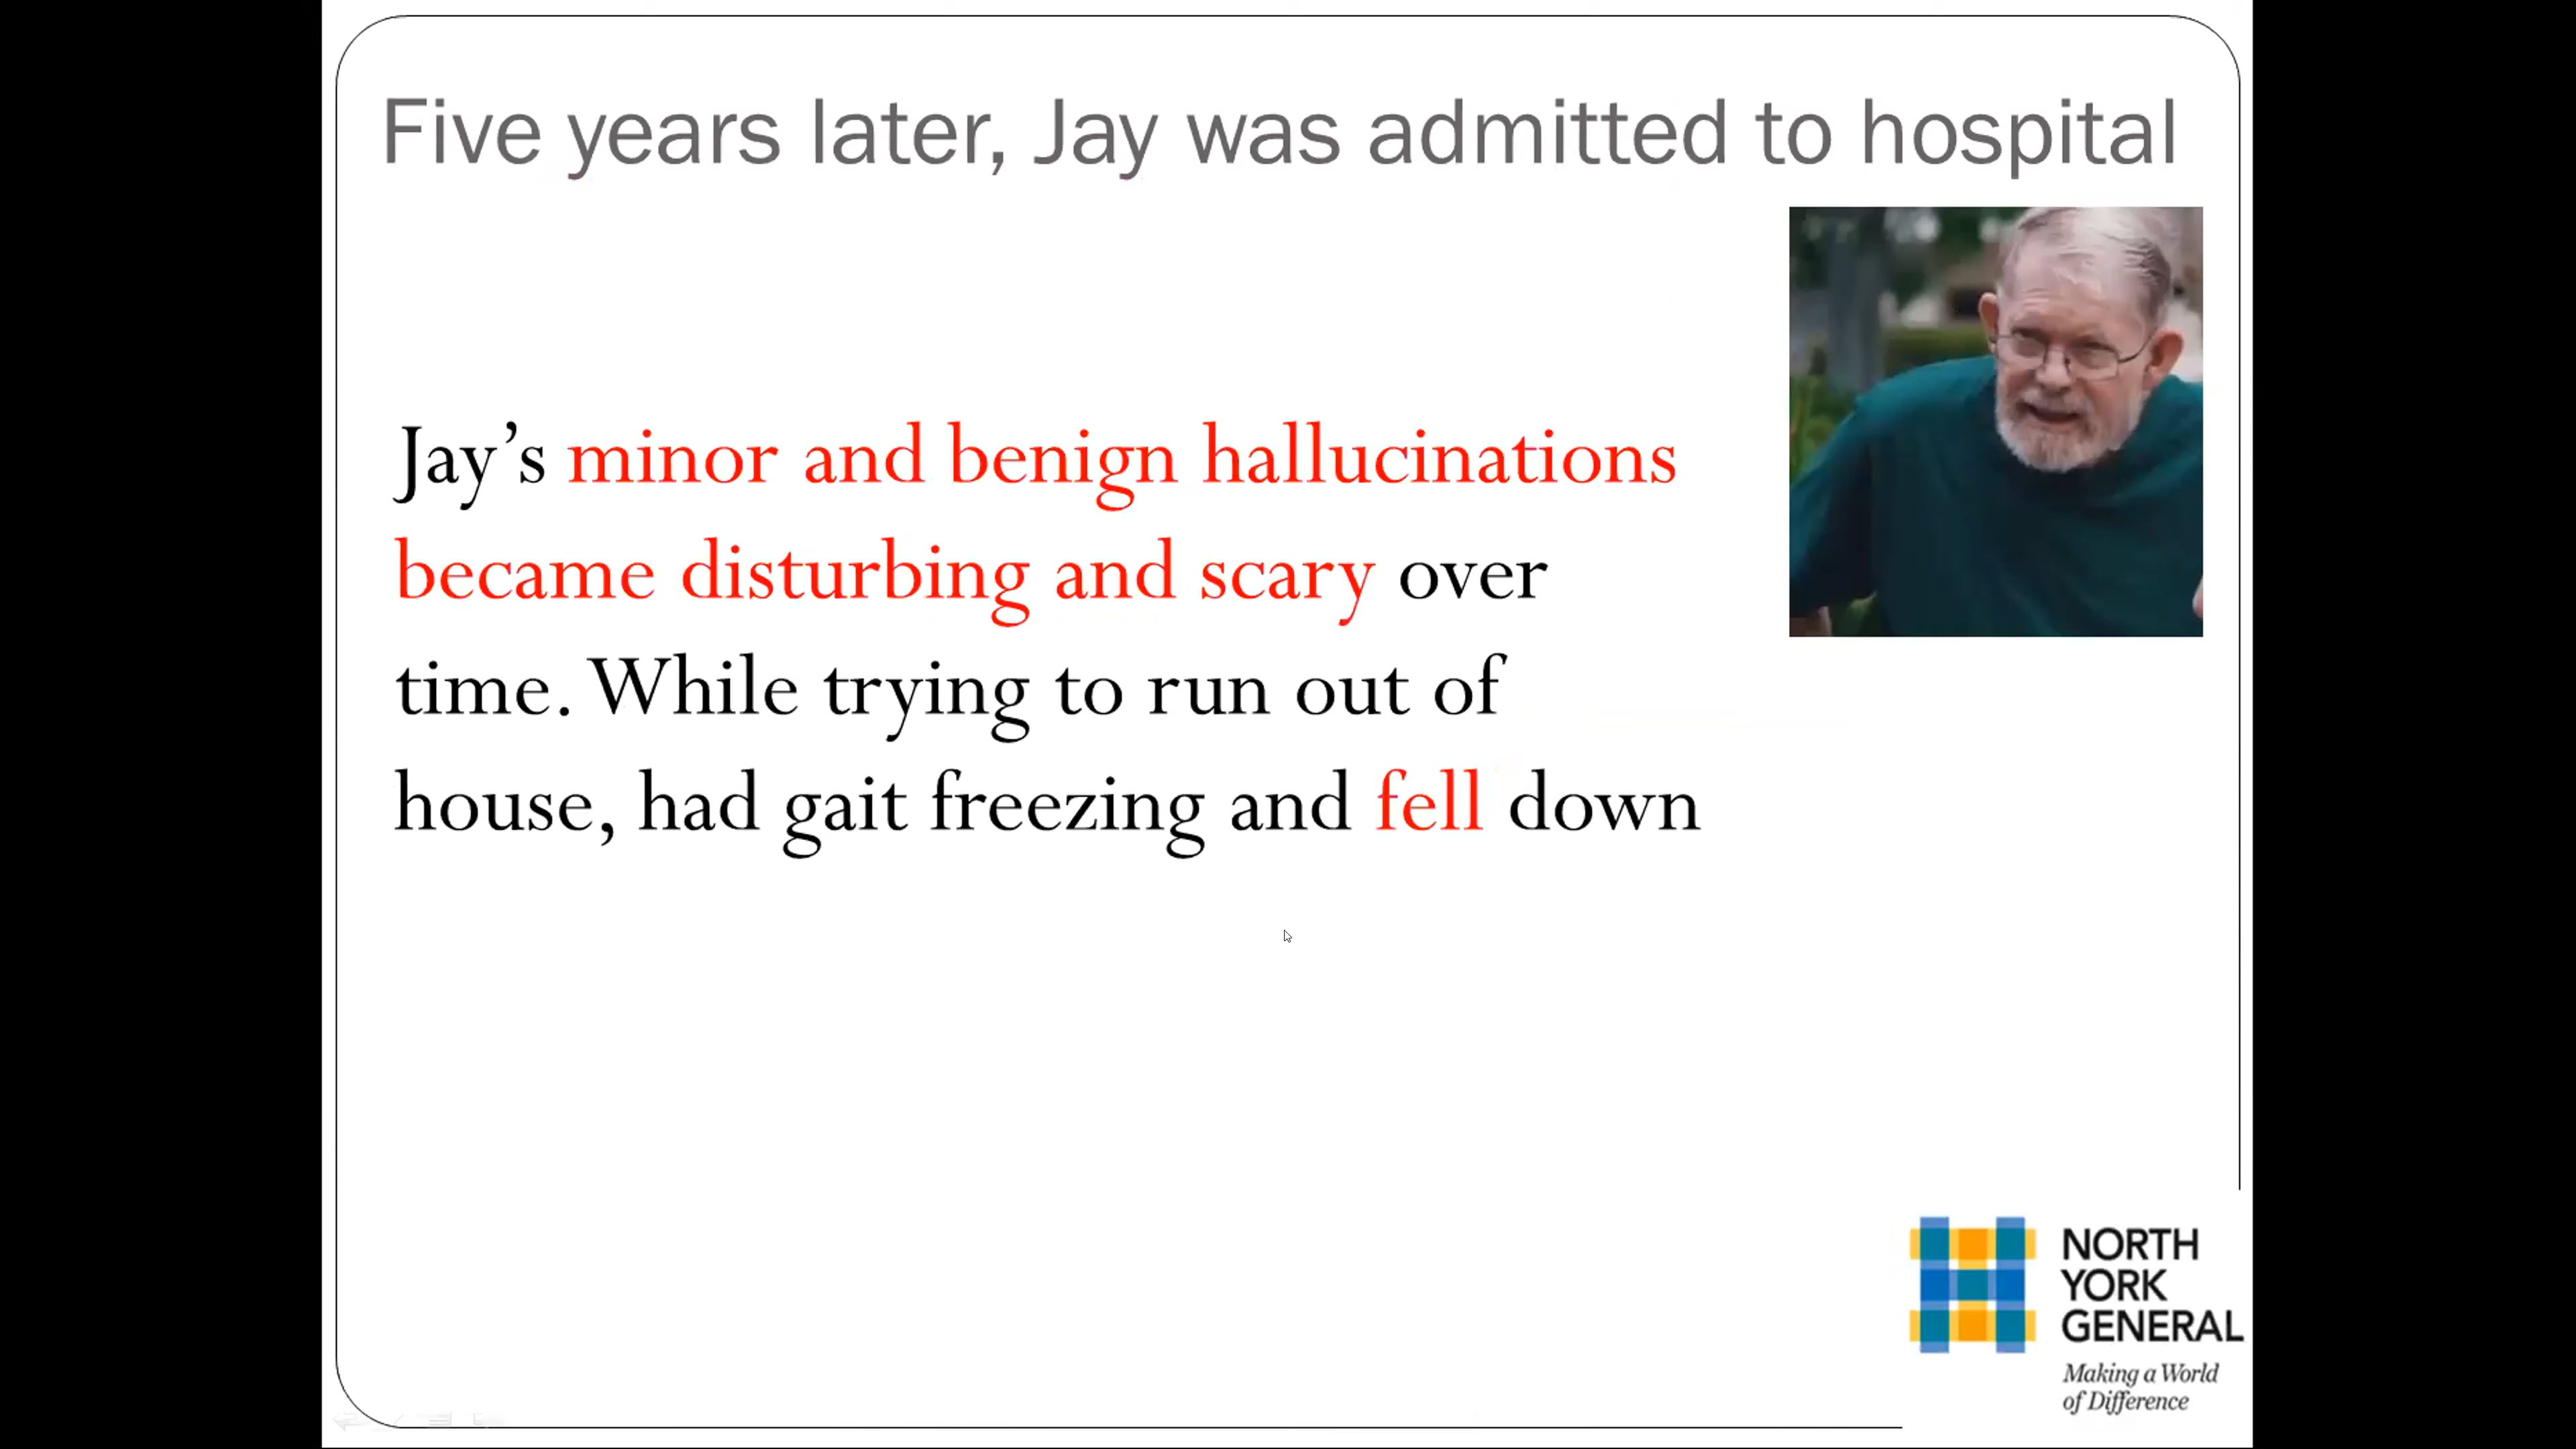 Five years later, Jay was admitted to hospital
Jay’s minor and benign hallucinations
became disturbing and scary over
time. While trying to run out of
house, had gait freezing and fell down
NORTH
YORK
GENERAL
Making a World
of Difference